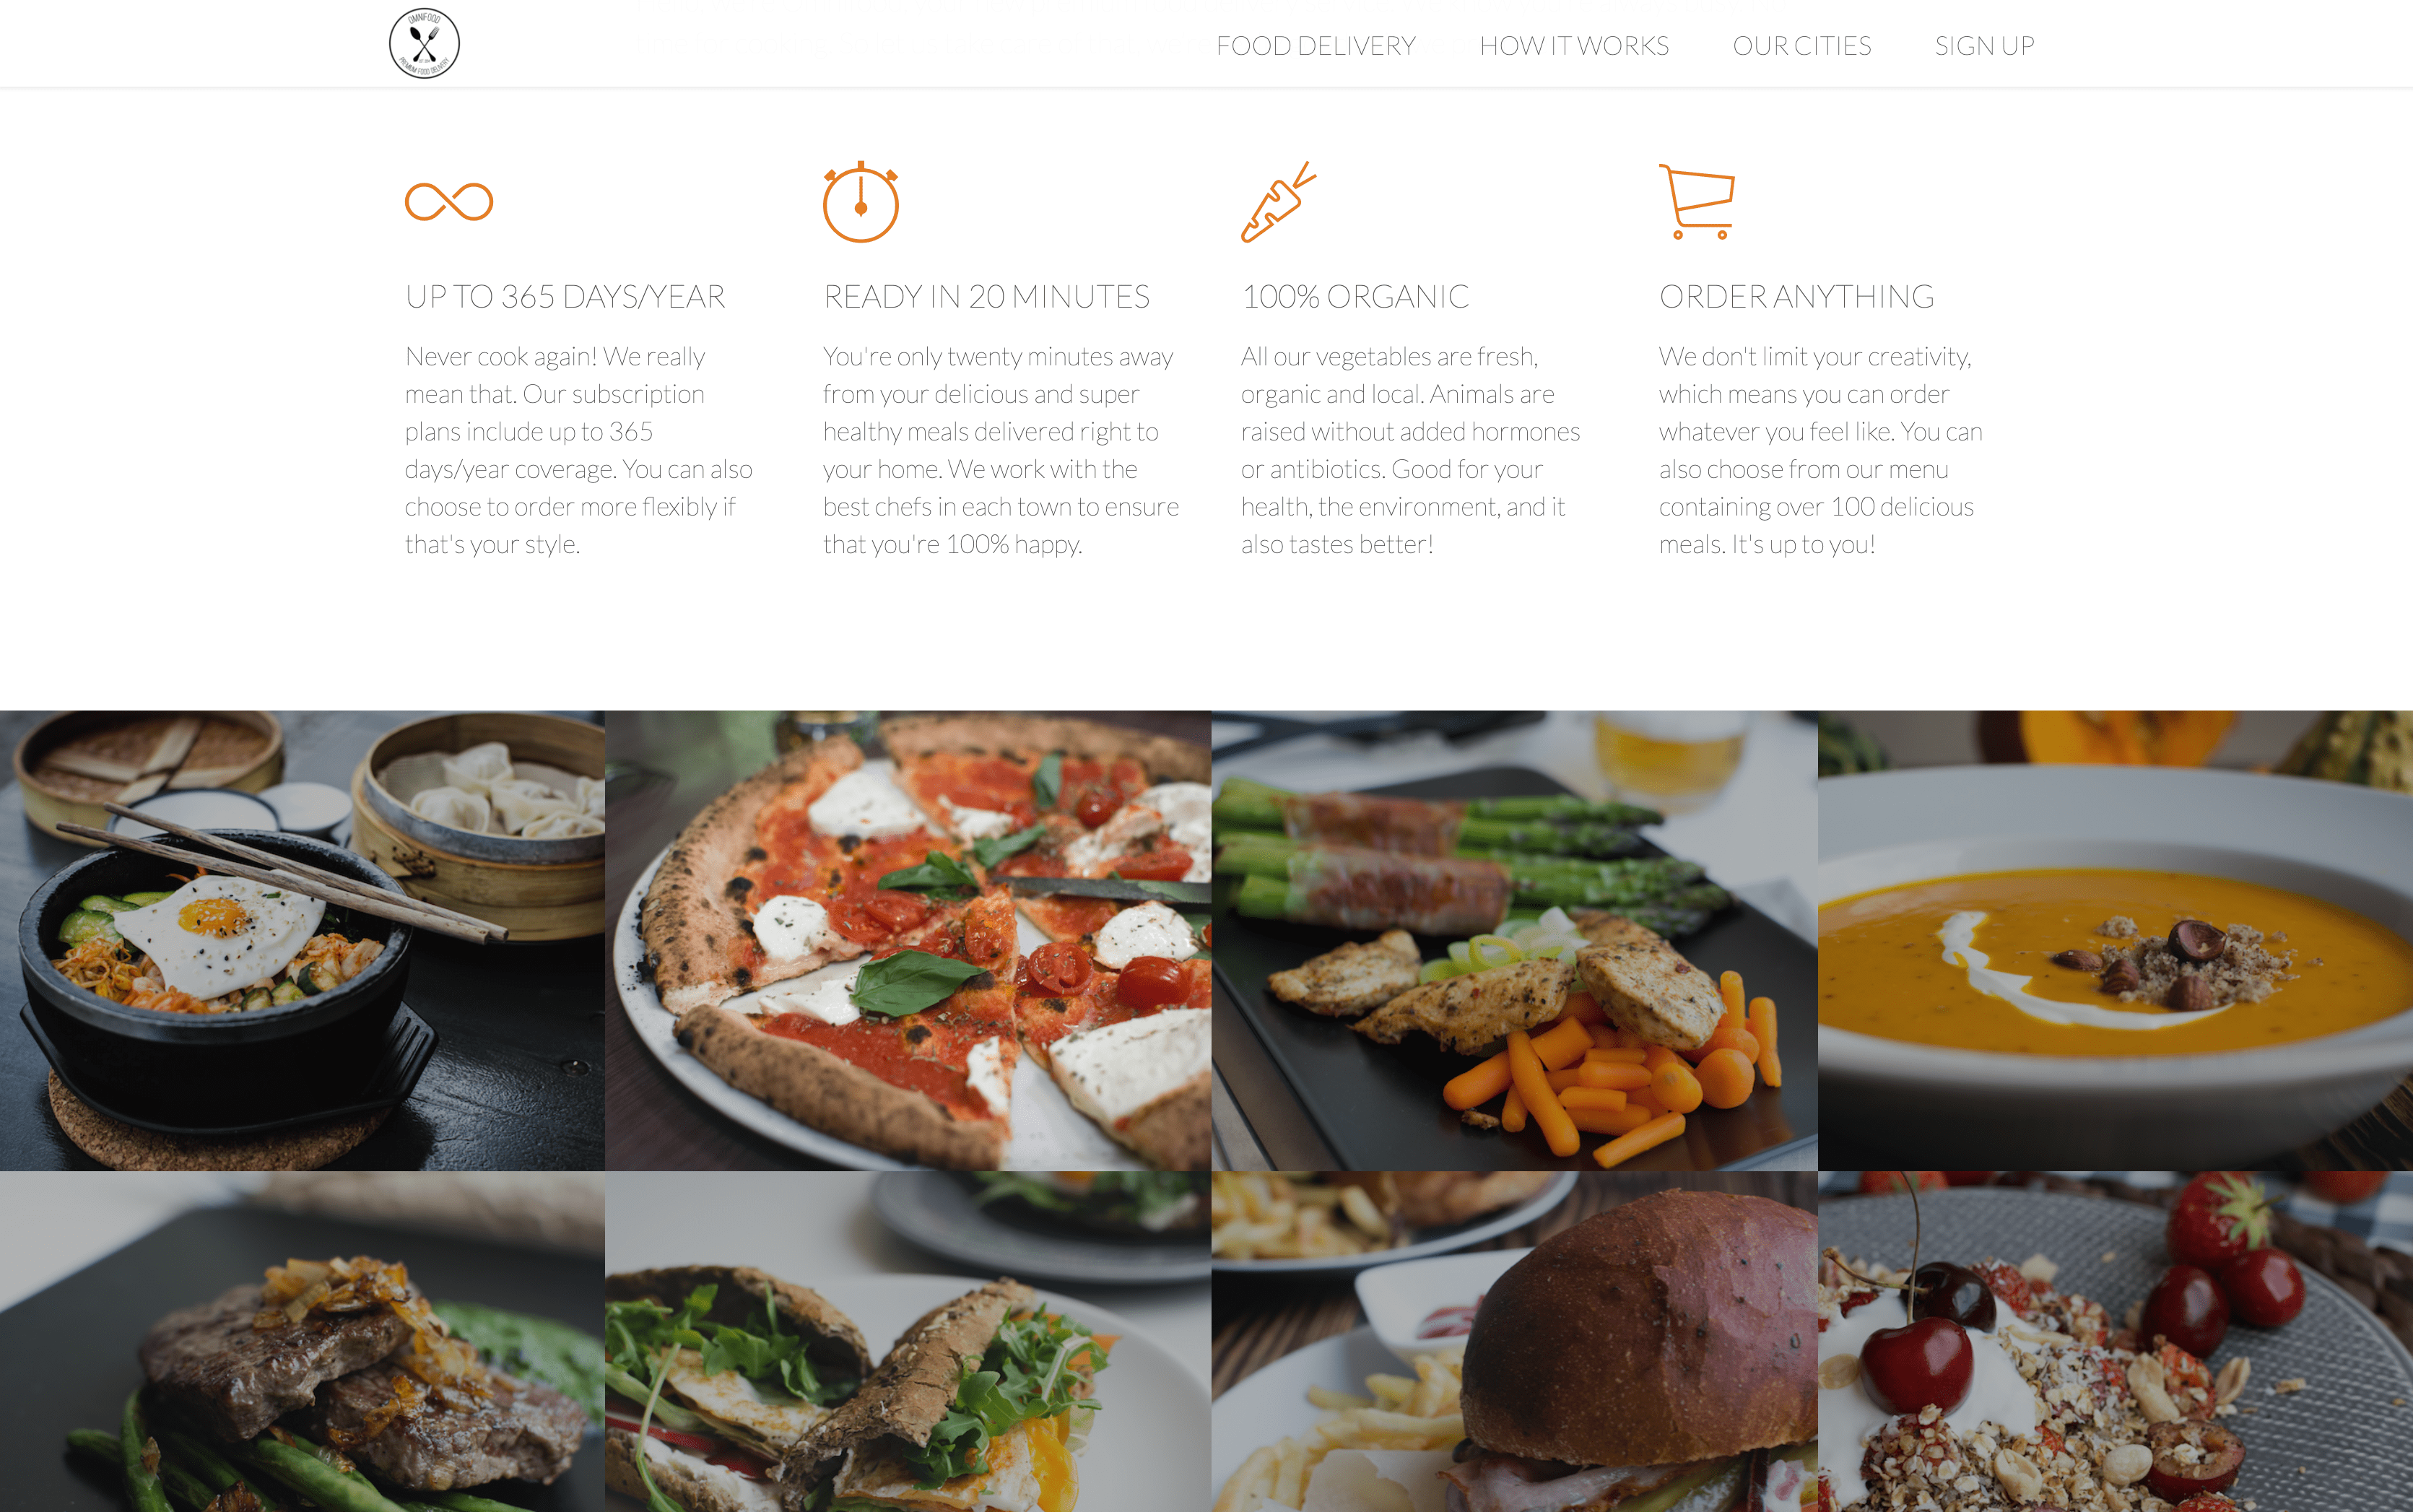 OMNIFOOD
PREMIUM FOOD DELIVERY
FOOD DELIVERY
HOW IT WORKS
OUR CITIES
SIGN UP
UP TO 365 DAYS/YEAR
Never cook again! We really
mean that. Our subscription
plans include up to 365
days/year coverage. You can also
choose to order more flexibly if
that's your style.
READY IN 20 MINUTES
You're only twenty minutes away
from your delicious and super
healthy meals delivered right to
your home. We work with the
best chefs in each town to ensure
that you're 100% happy.
100% ORGANIC
All our vegetables are fresh,
organic and local. Animals are
raised without added hormones
or antibiotics. Good for your
health, the environment, and it
also tastes better!
ORDER ANYTHING
We don't limit your creativity,
which means you can order
whatever you feel like. You can
also choose from our menu
containing over 100 delicious
meals. It's up to you!